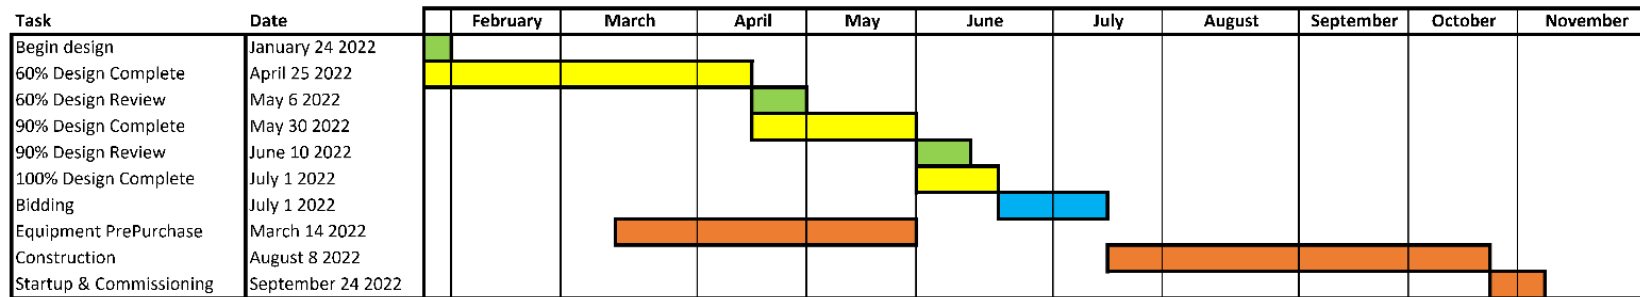 Task Date February March April May June July August September October November
Begin design January 24 2022
60% Design Complete April 25 2022
60% Design Review May 6 2022
90% Design Complete May 30 2022
90% Design Review June 10 2022
100% Design Complete July 1 2022
Bidding July 1 2022
Equipment PrePurchase March 14 2022
Construction August 8 2022
Startup & Commissioning September 24 2022